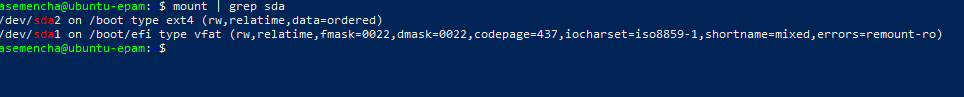 asemencha@ubuntu-epam: $ mount | grep sda
/dev/sda2 on /boot type ext4 (rw,relatime,data=ordered)
/dev/sda1 on /boot/efi type vfat (rw,relatime,fmask=0022,dmask=0022,codepage=437,iocharset=iso8859-1,shortname=mixed,errors=remount-ro)
asemencha@ubuntu-epam: $